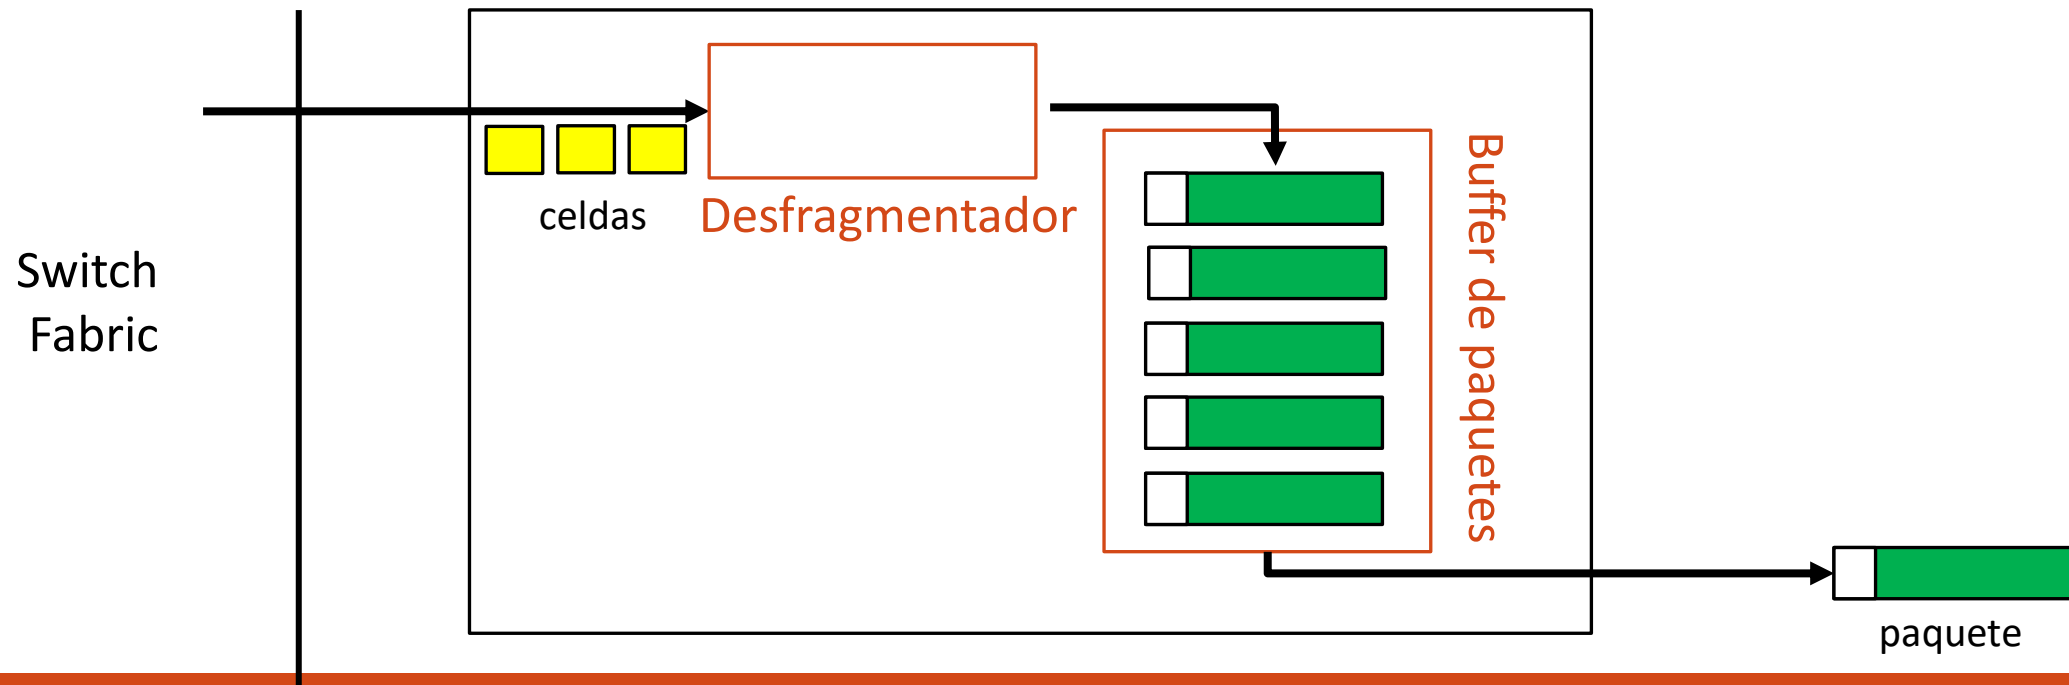 Switch
Fabric
celdas
Desfragmentador
Buffer de paquetes
paquete